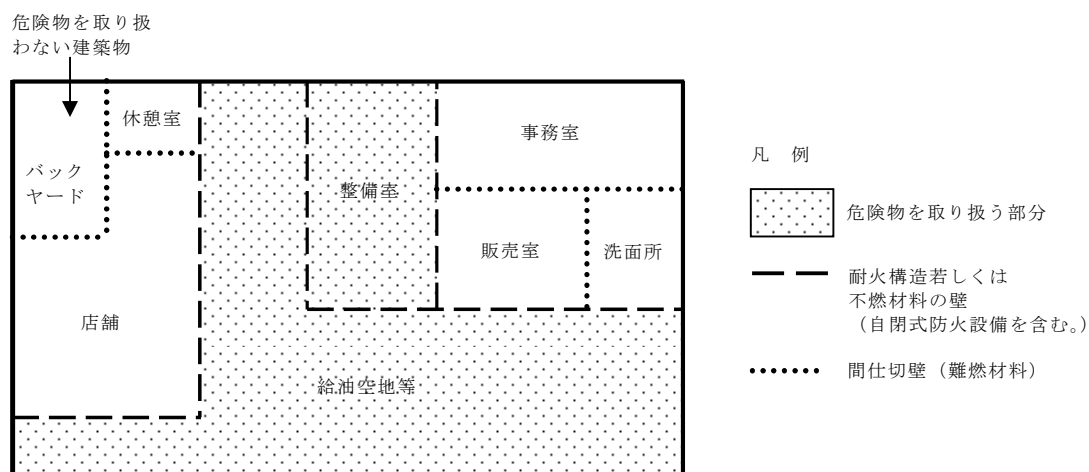 危険物を取り扱
わない建築物
休憩室
バック
ヤード
店舗
整備室
事務室
販売室
洗面所
給油空地等
凡 例
危険物を取り扱う部分
耐火構造若しくは
不燃材料の壁
（自閉式防火設備を含む。）
間仕切壁（難燃材料）